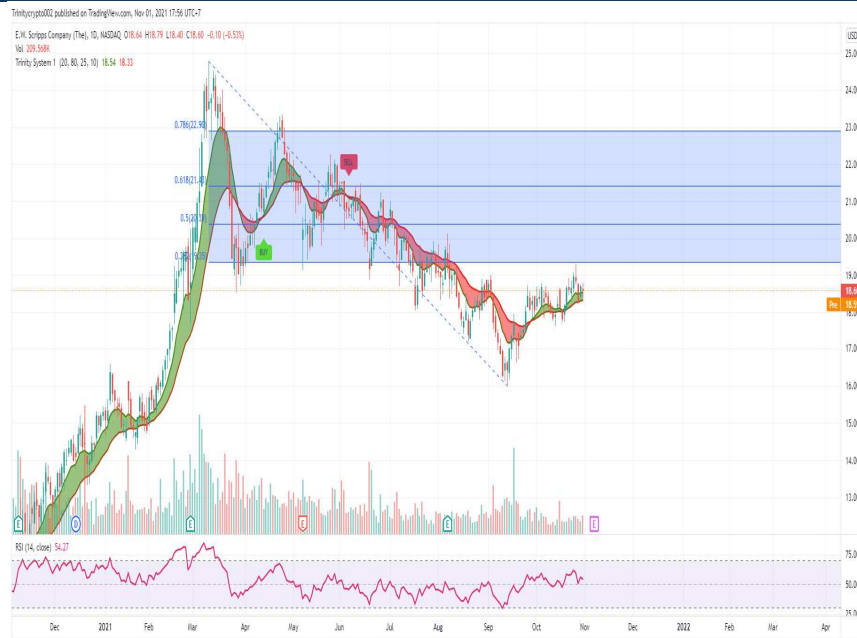 Trinitycrypto002 published on TradingView.com, Nov 01, 2021 17:56 UTC+7
E.W. Scripps Company (The), 1D, NASDAQ O18.64 H18.79 L18.40 C18.60 -0.10 (-0.53%)
Vol 209.568K
Trinity System 1 (20, 80, 25, 10) 18.54 18.33
USD
25.0
24.0
0.786(22.90)
23.0
22.0
SELL
0.618(21.43)
21.0
0.5(20.39)
BUY
20.0
19.0
18.6
Pre 18.5
18.0
17.0
16.0
15.0
14.0
13.0
E D E E E E
RSI (14, close) 54.27
75.0
50.0
25.0
Dec 2021 Feb Mar Apr May Jun Jul Aug Sep Oct Nov Dec 2022 Feb Mar Apr